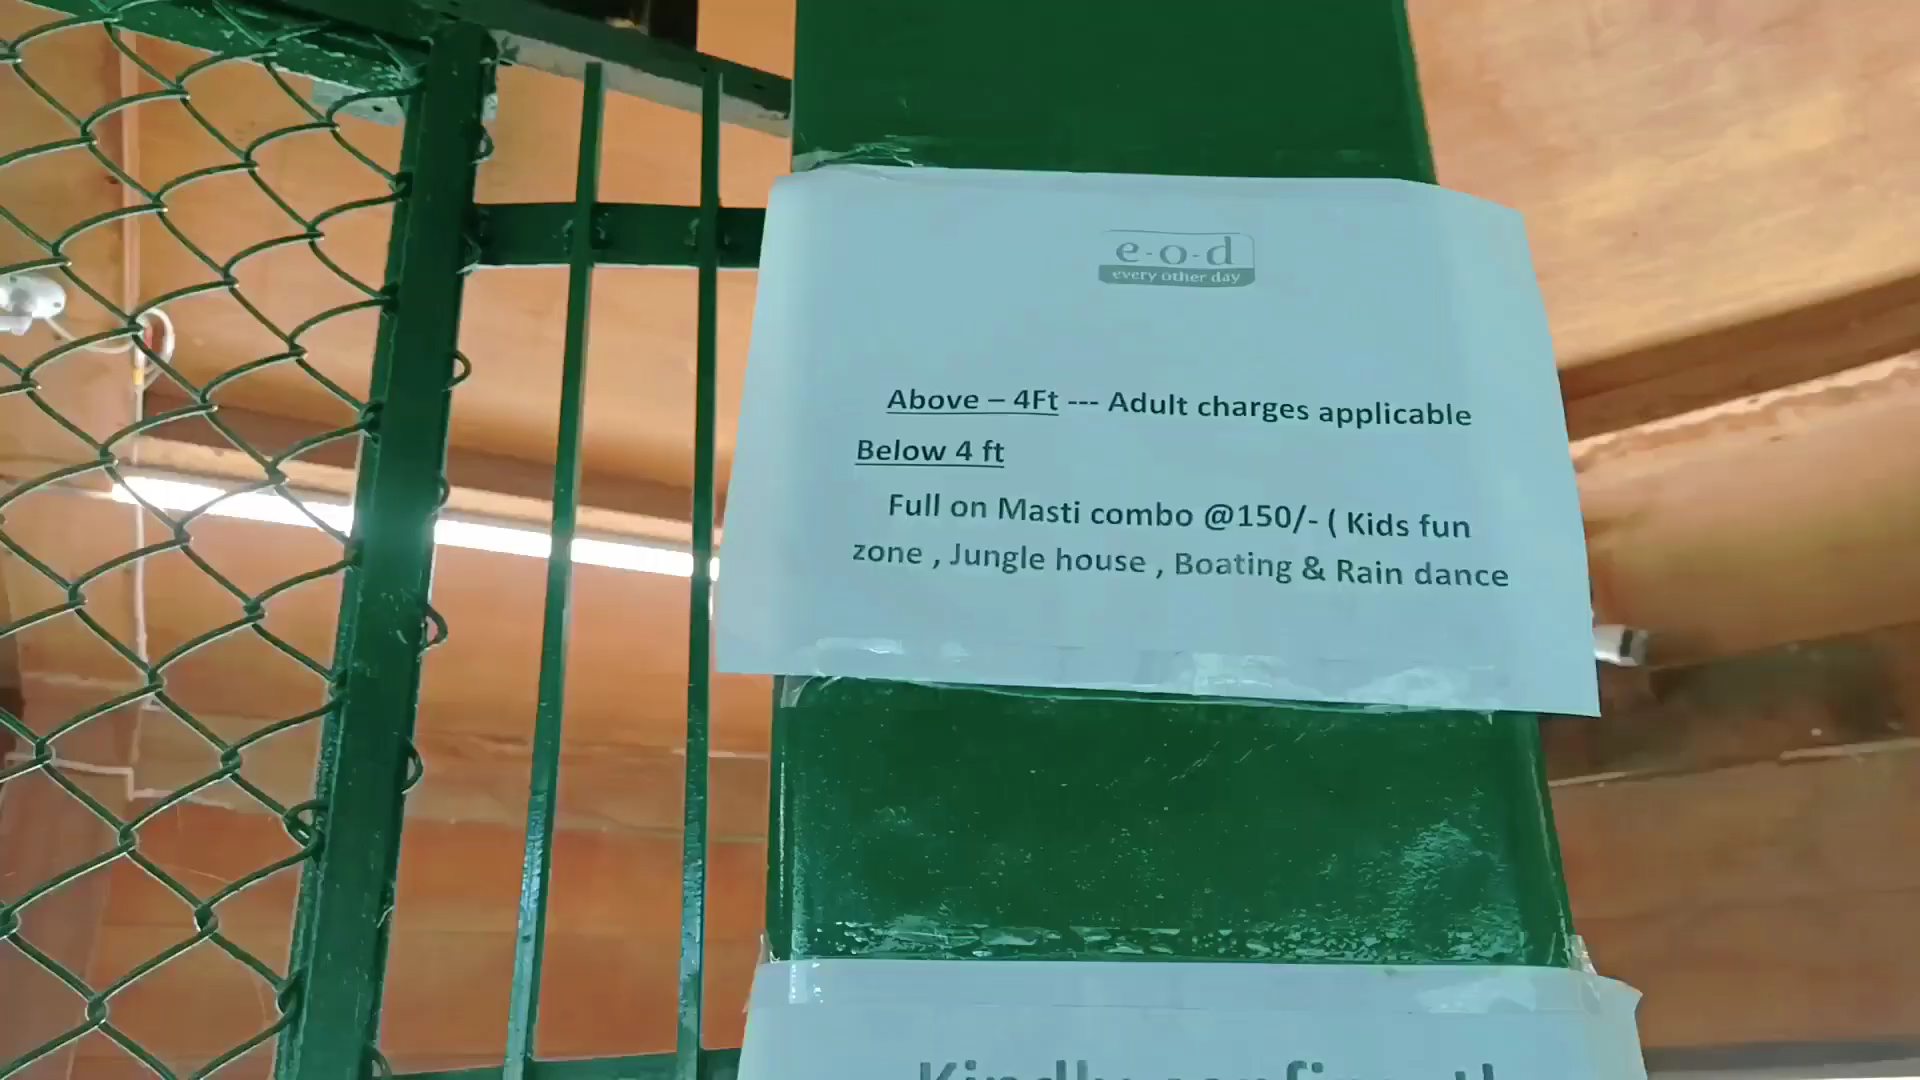 e-o-d
every other day
Above – 4Ft --- Adult charges applicable
Below 4 ft
Full on Masti combo @150/- ( Kids fun
zone , Jungle house , Boating & Rain dance
Kindly